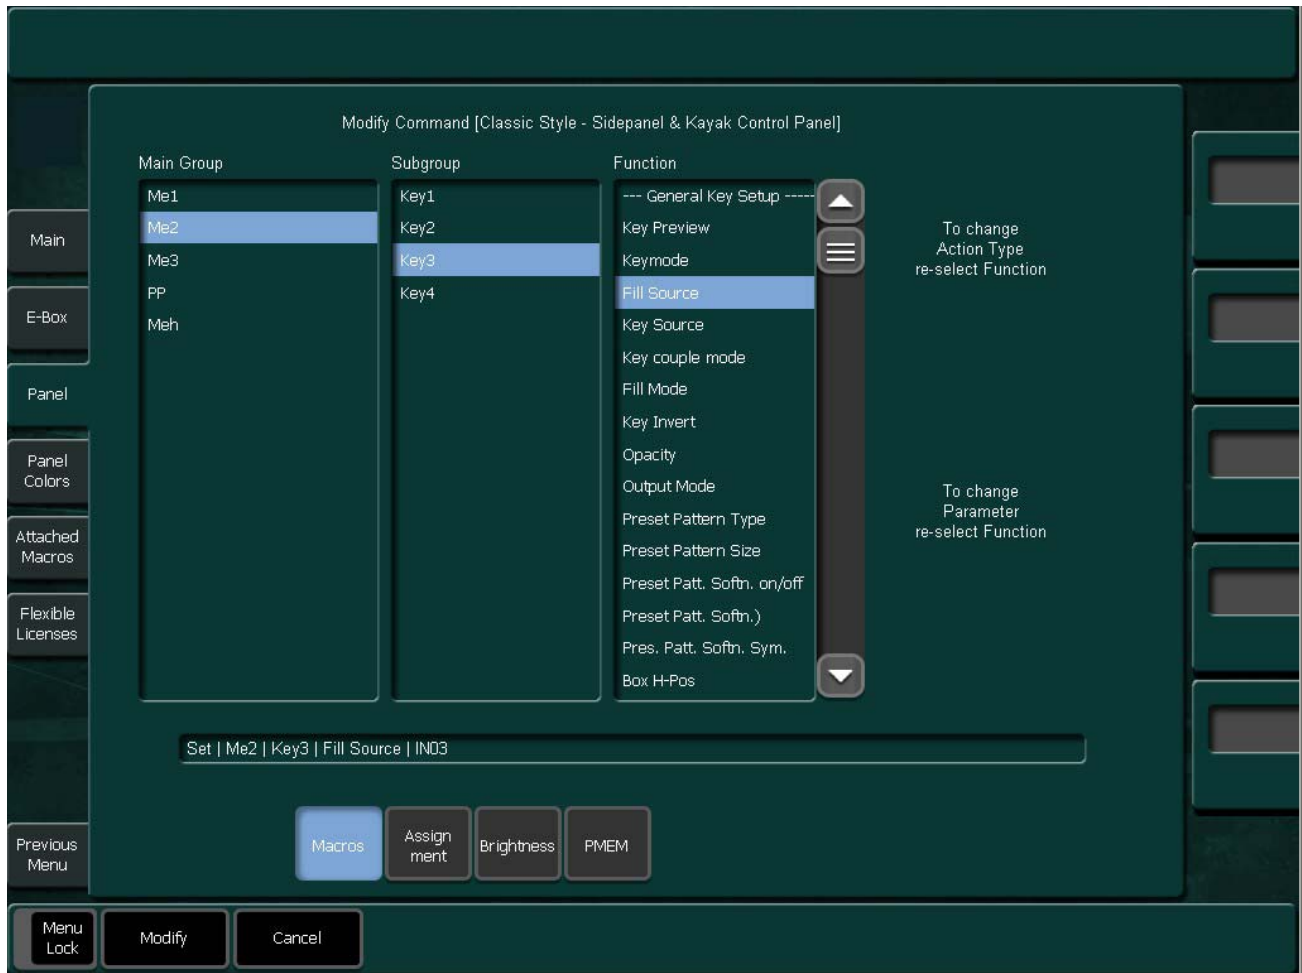 Modify Command [Classic Style - Sidepanel & Kayak Control Panel]
Main Group
Subgroup
Function
Me1
Me2
Me3
PP
Meh
Key1
Key2
Key3
Key4
--- General Key Setup -----
Key Preview
Keymode
Fill Source
Key Source
Key couple mode
Fill Mode
Key Invert
Opacity
Output Mode
Preset Pattern Type
Preset Pattern Size
Preset Patt. Softn. on/off
Preset Patt. Softn.)
Pres. Patt. Softn. Sym.
Box H-Pos
To change
Action Type
re-select Function
To change
Parameter
re-select Function
Main
E-Box
Panel
Panel
Colors
Attached
Macros
Flexible
Licenses
Previous
Menu
Set | Me2 | Key3 | Fill Source | IN03
Macros
Assign
ment
Brightness
PMEM
Menu
Lock
Modify
Cancel